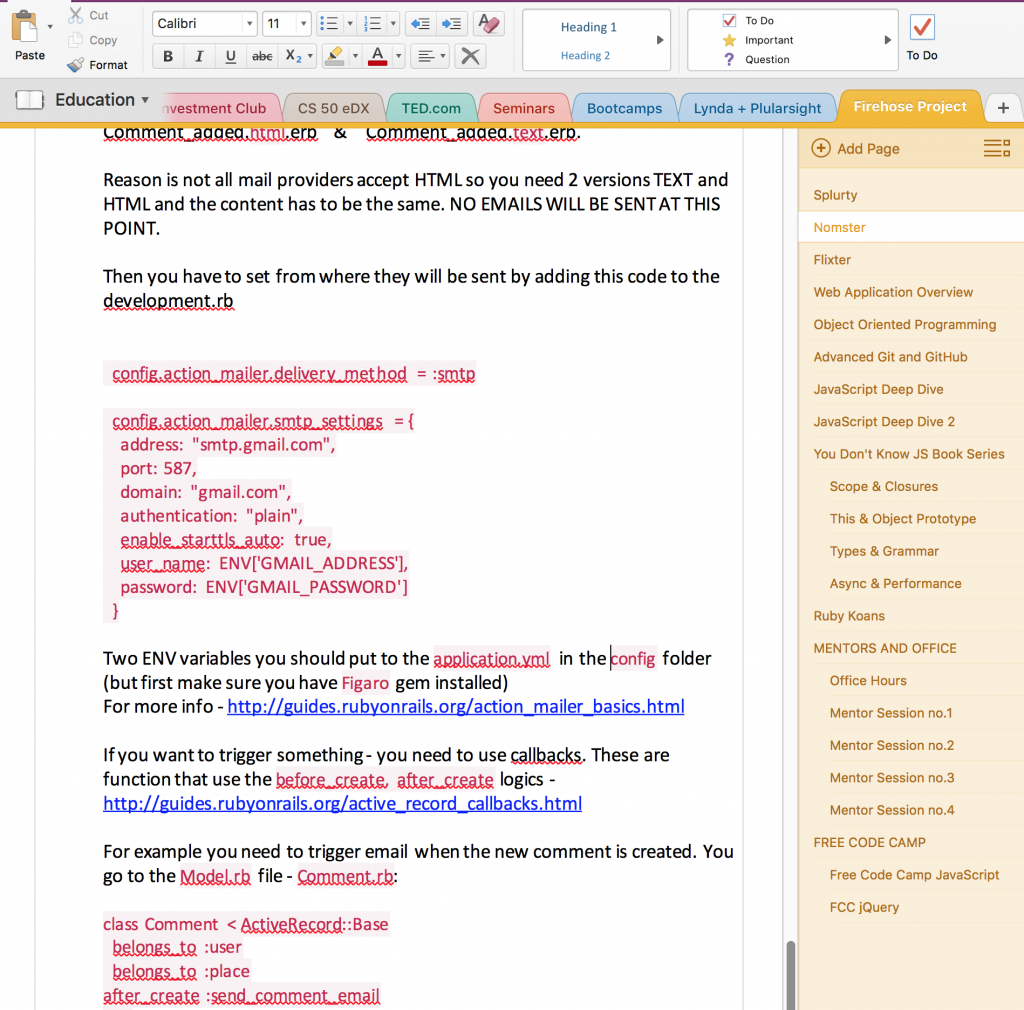 Cut
Copy
Paste
Format
Calibri
11
B I U abc X2 A
Heading 1
Heading 2
To Do
Important
Question
To Do
Education
nvestment Club
CS 50 eDX
TED.com
Seminars
Bootcamps
Lynda + Plularsight
Firehose Project
+
Comment_added.html.erb & Comment_added.text.erb.
Reason is not all mail providers accept HTML so you need 2 versions TEXT and
HTML and the content has to be the same. NO EMAILS WILL BE SENT AT THIS
POINT.
Then you have to set from where they will be sent by adding this code to the
development.rb
config.action_mailer.delivery_method = :smtp
config.action_mailer.smtp_settings = {
address: "smtp.gmail.com",
port: 587,
domain: "gmail.com",
authentication: "plain",
enable_starttls_auto: true,
user_name: ENV['GMAIL_ADDRESS'],
password: ENV['GMAIL_PASSWORD']
}
Two ENV variables you should put to the application.yml in the config folder
(but first make sure you have Figaro gem installed)
For more info - http://guides.rubyonrails.org/action_mailer_basics.html
If you want to trigger something - you need to use callbacks. These are
function that use the before_create, after_create logics -
http://guides.rubyonrails.org/active_record_callbacks.html
For example you need to trigger email when the new comment is created. You
go to the Model.rb file - Comment.rb:
class Comment < ActiveRecord::Base
belongs_to :user
belongs_to :place
after_create :send_comment_email
Add Page
Splurty
Nomster
Flixter
Web Application Overview
Object Oriented Programming
Advanced Git and GitHub
JavaScript Deep Dive
JavaScript Deep Dive 2
You Don't Know JS Book Series
Scope & Closures
This & Object Prototype
Types & Grammar
Async & Performance
Ruby Koans
MENTORS AND OFFICE
Office Hours
Mentor Session no.1
Mentor Session no.2
Mentor Session no.3
Mentor Session no.4
FREE CODE CAMP
Free Code Camp JavaScript
FCC jQuery